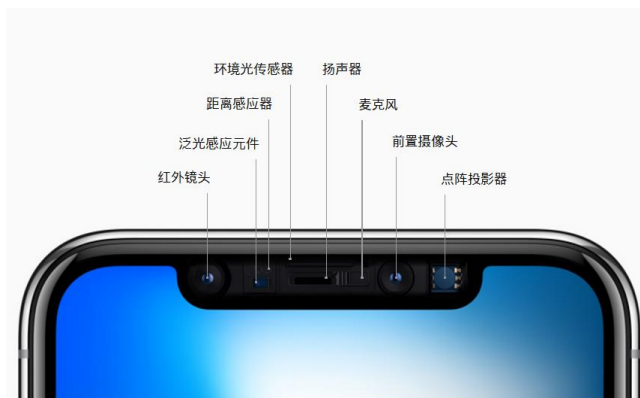 环境光传感器 扬声器
距离感应器 麦克风
泛光感应元件 前置摄像头
红外镜头 点阵投影器